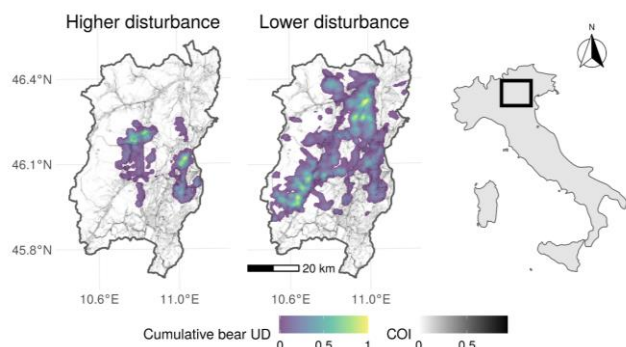 Higher disturbance
Lower disturbance
N
46.4°N
46.1°N
45.8°N
20 km
10.6°E 11.0°E
10.6°E 11.0°E
Cumulative bear UD
0 0.5 1
COI
0 0.5